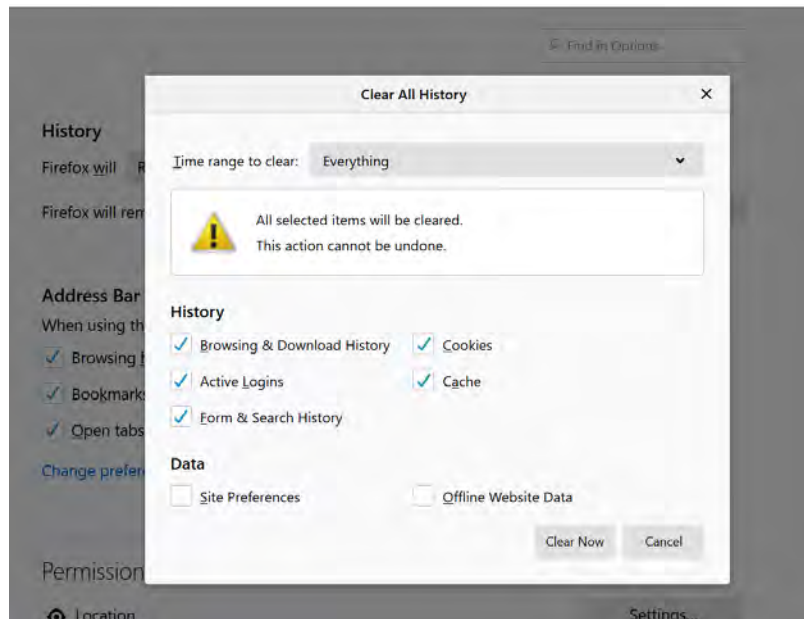 Find in Options
Clear All History
History
Firefox will R
Time range to clear: Everything
Firefox will rem
All selected items will be cleared.
This action cannot be undone.
Address Bar
History
When using th
Browsing & Download History Cookies
Browsing h
Active Logins Cache
Bookmarks
Form & Search History
Open tabs
Data
Change prefer
Site Preferences Offline Website Data
Clear Now Cancel
Permission
Location Settings...